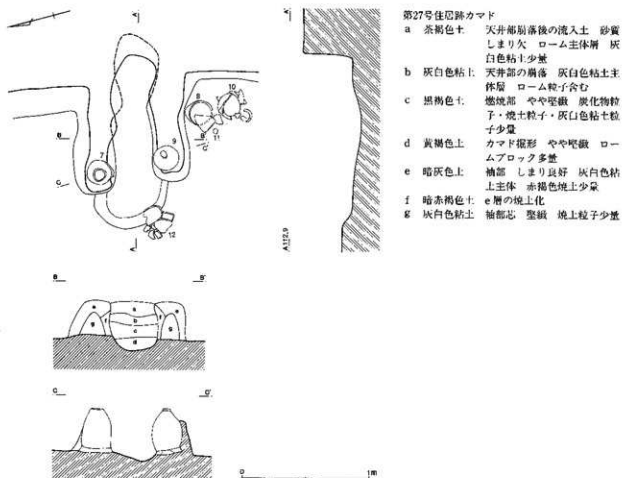 第27号住居跡カマド
a 茶褐色土 天井部崩落後の流入土 砂質
しまり欠 ローム主体層 灰
白色粘土少量
b 灰白色粘土 天井部の崩落 灰白色粘土主
体層 ローム粒子含む
c 黒褐色土 燃焼部 やや堅緻 炭化物粒
子・焼土粒子・灰白色粘土粒
子少量
d 黄褐色土 カマド掘形 やや堅緻 ロー
ムブロック多量
e 暗灰色土 袖部 しまり良好 灰白色粘
土主体 赤褐色焼土少量
f 暗赤褐色土 e層の焼土化
g 灰白色粘土 袖部芯 堅緻 焼土粒子少量
A'
A'
8
10
11
B
B'
C'
7
9
C
12
A
A112.9
B
B'
e
a
e
f
b
f
g
c
g
d
C
C'
0
1m